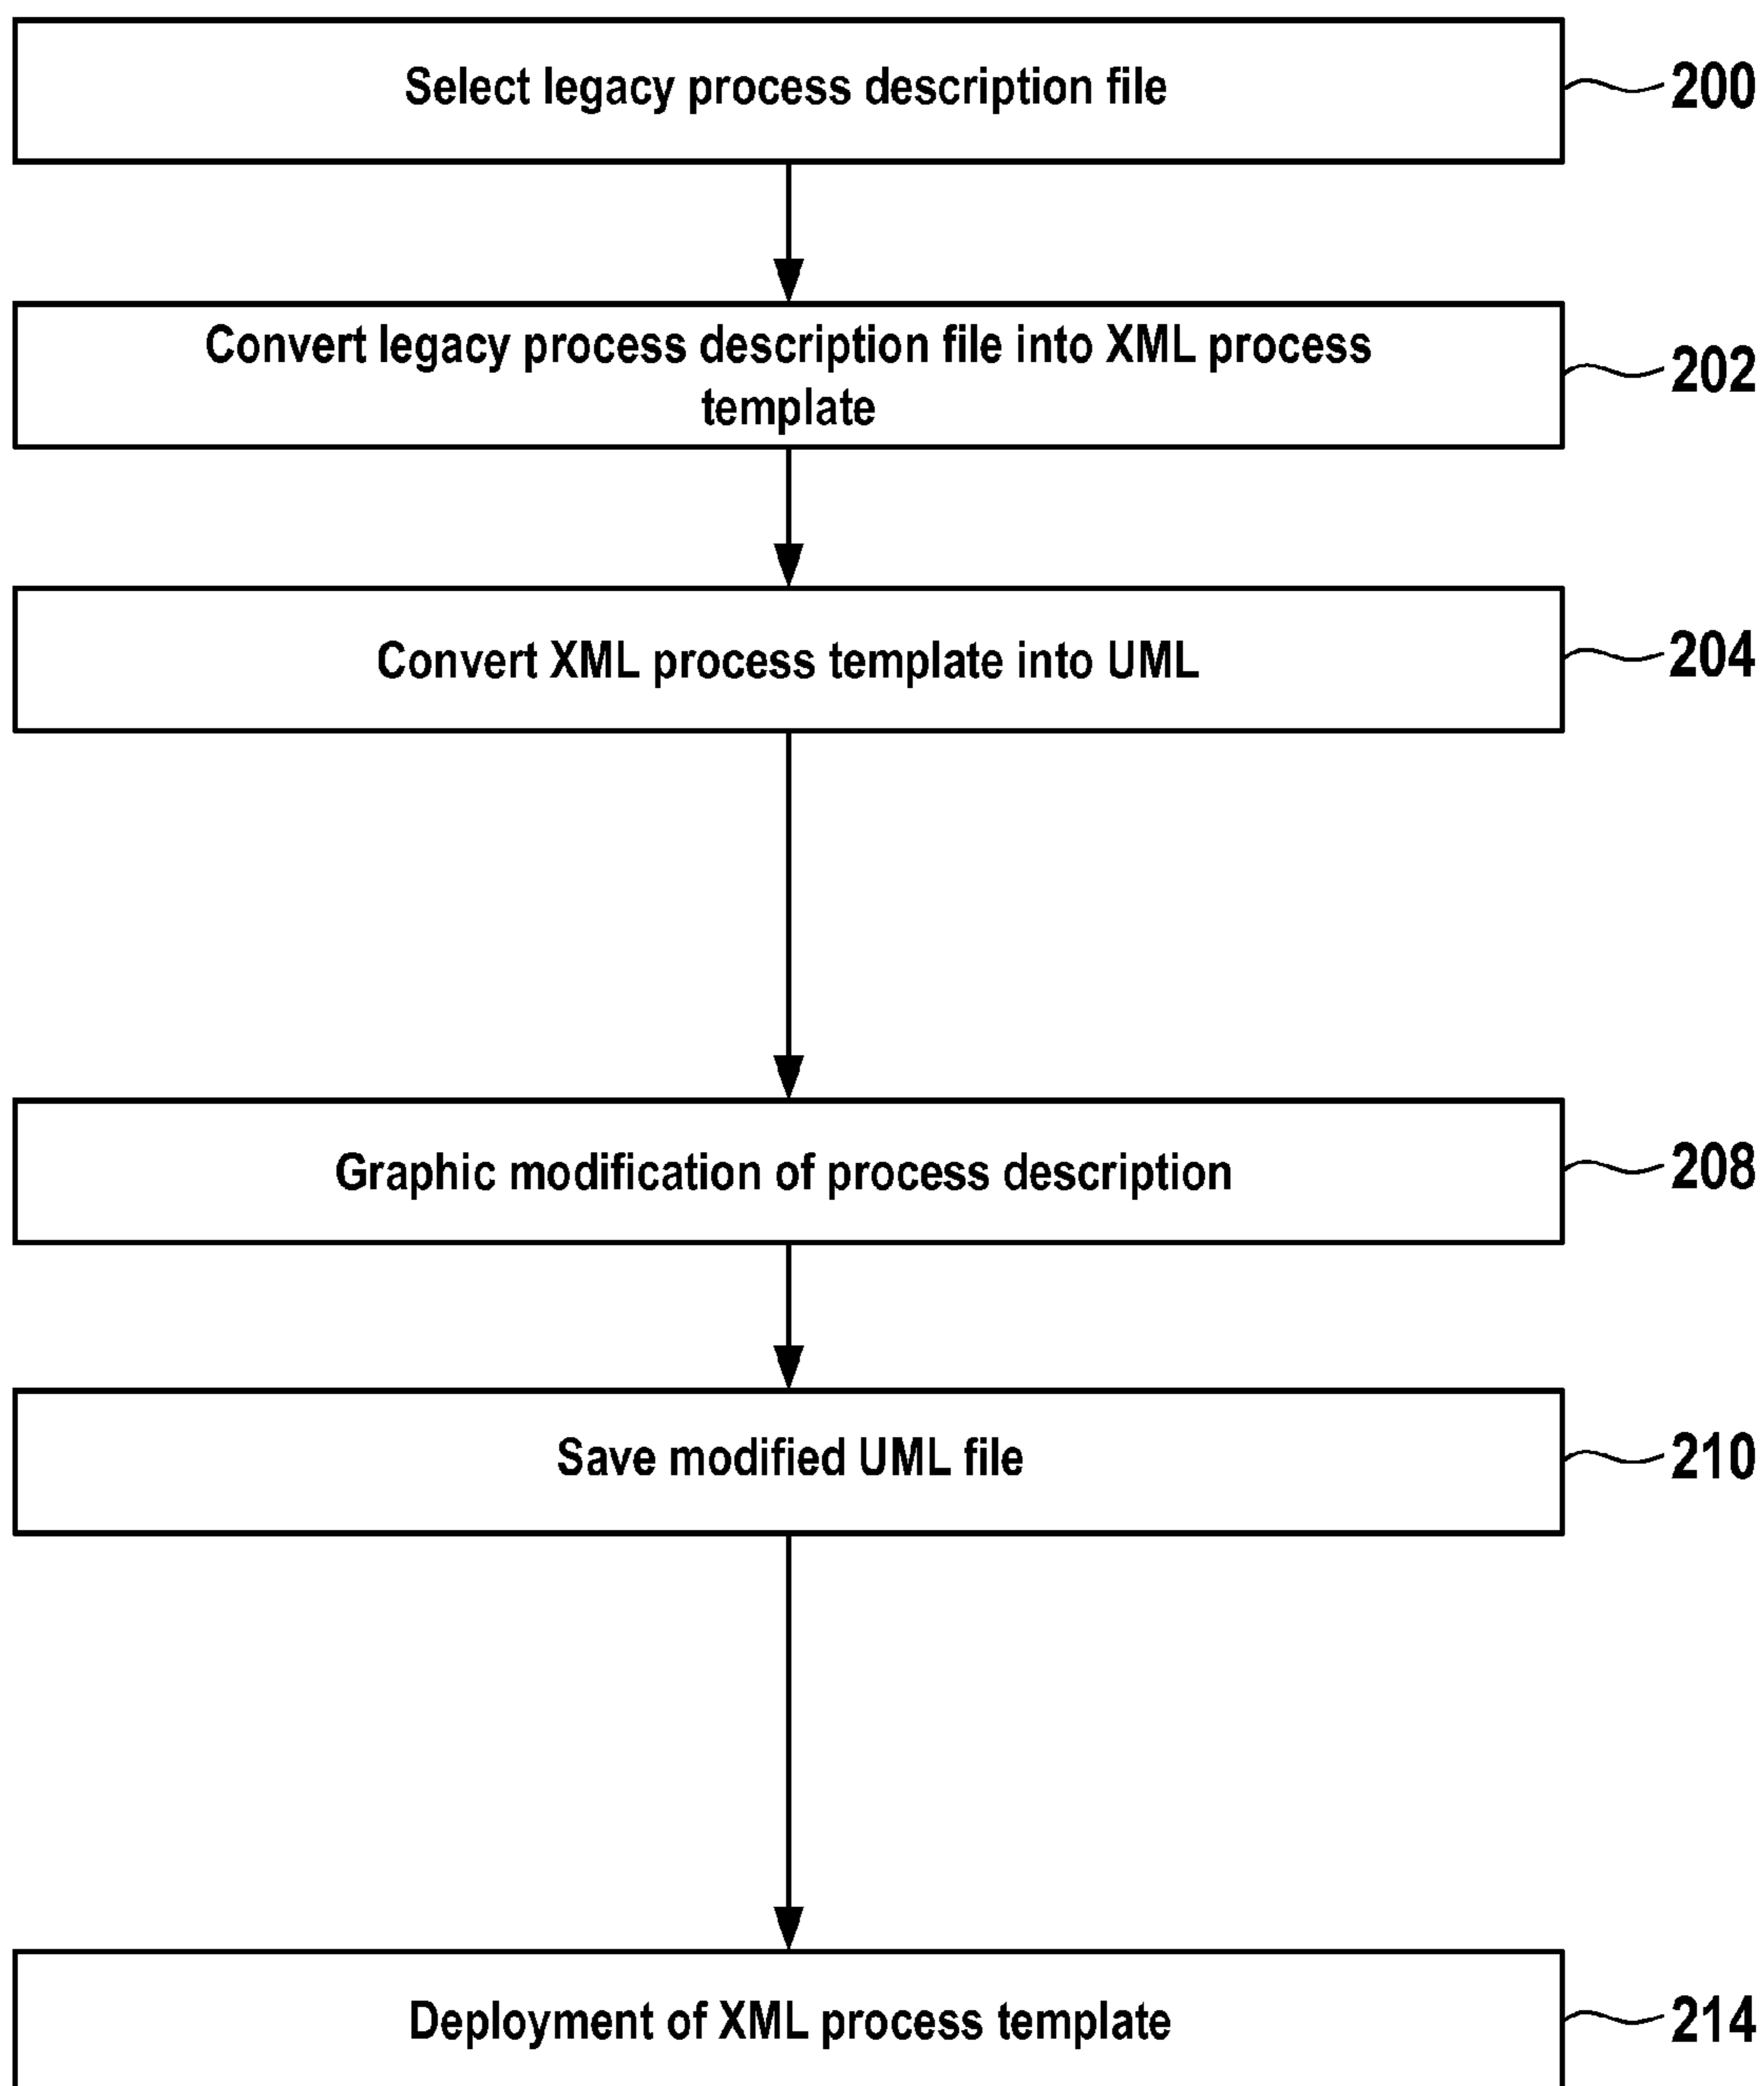 Select legacy process description file
200
Convert legacy process description file into XML process
template
202
Convert XML process template into UML
204
Graphic modification of process description
208
Save modified UML file
210
Deployment of XML process template
214